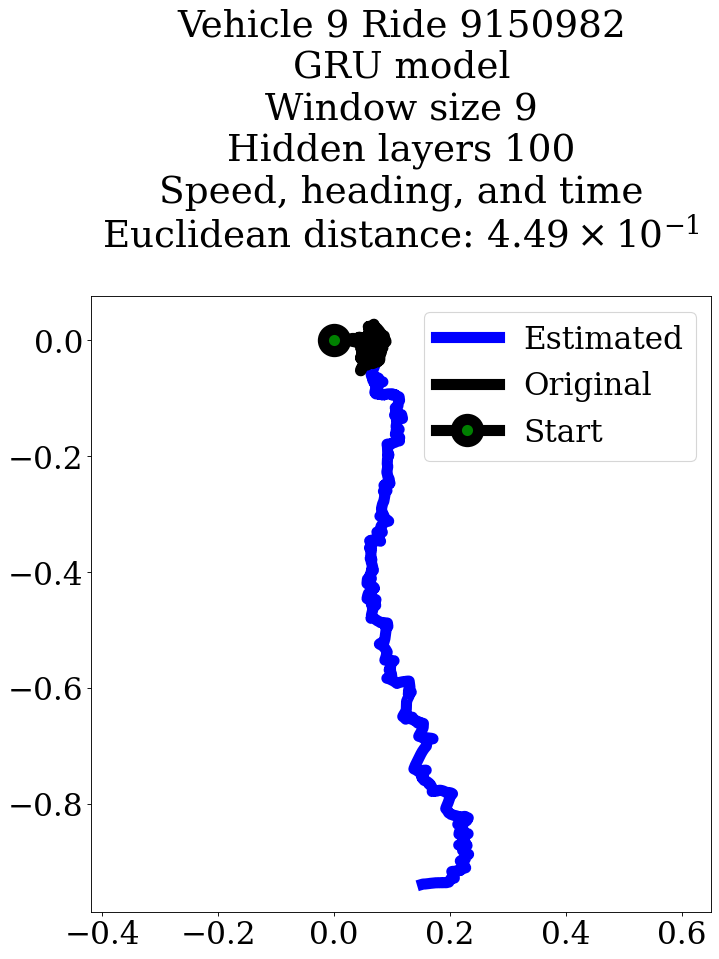 Vehicle 9 Ride 9150982
GRU model
Window size 9
Hidden layers 100
Speed, heading, and time
Euclidean distance: 4.49 × 10⁻¹
Estimated
Original
Start
0.0
−0.2
−0.4
−0.6
−0.8
−0.4 −0.2 0.0 0.2 0.4 0.6